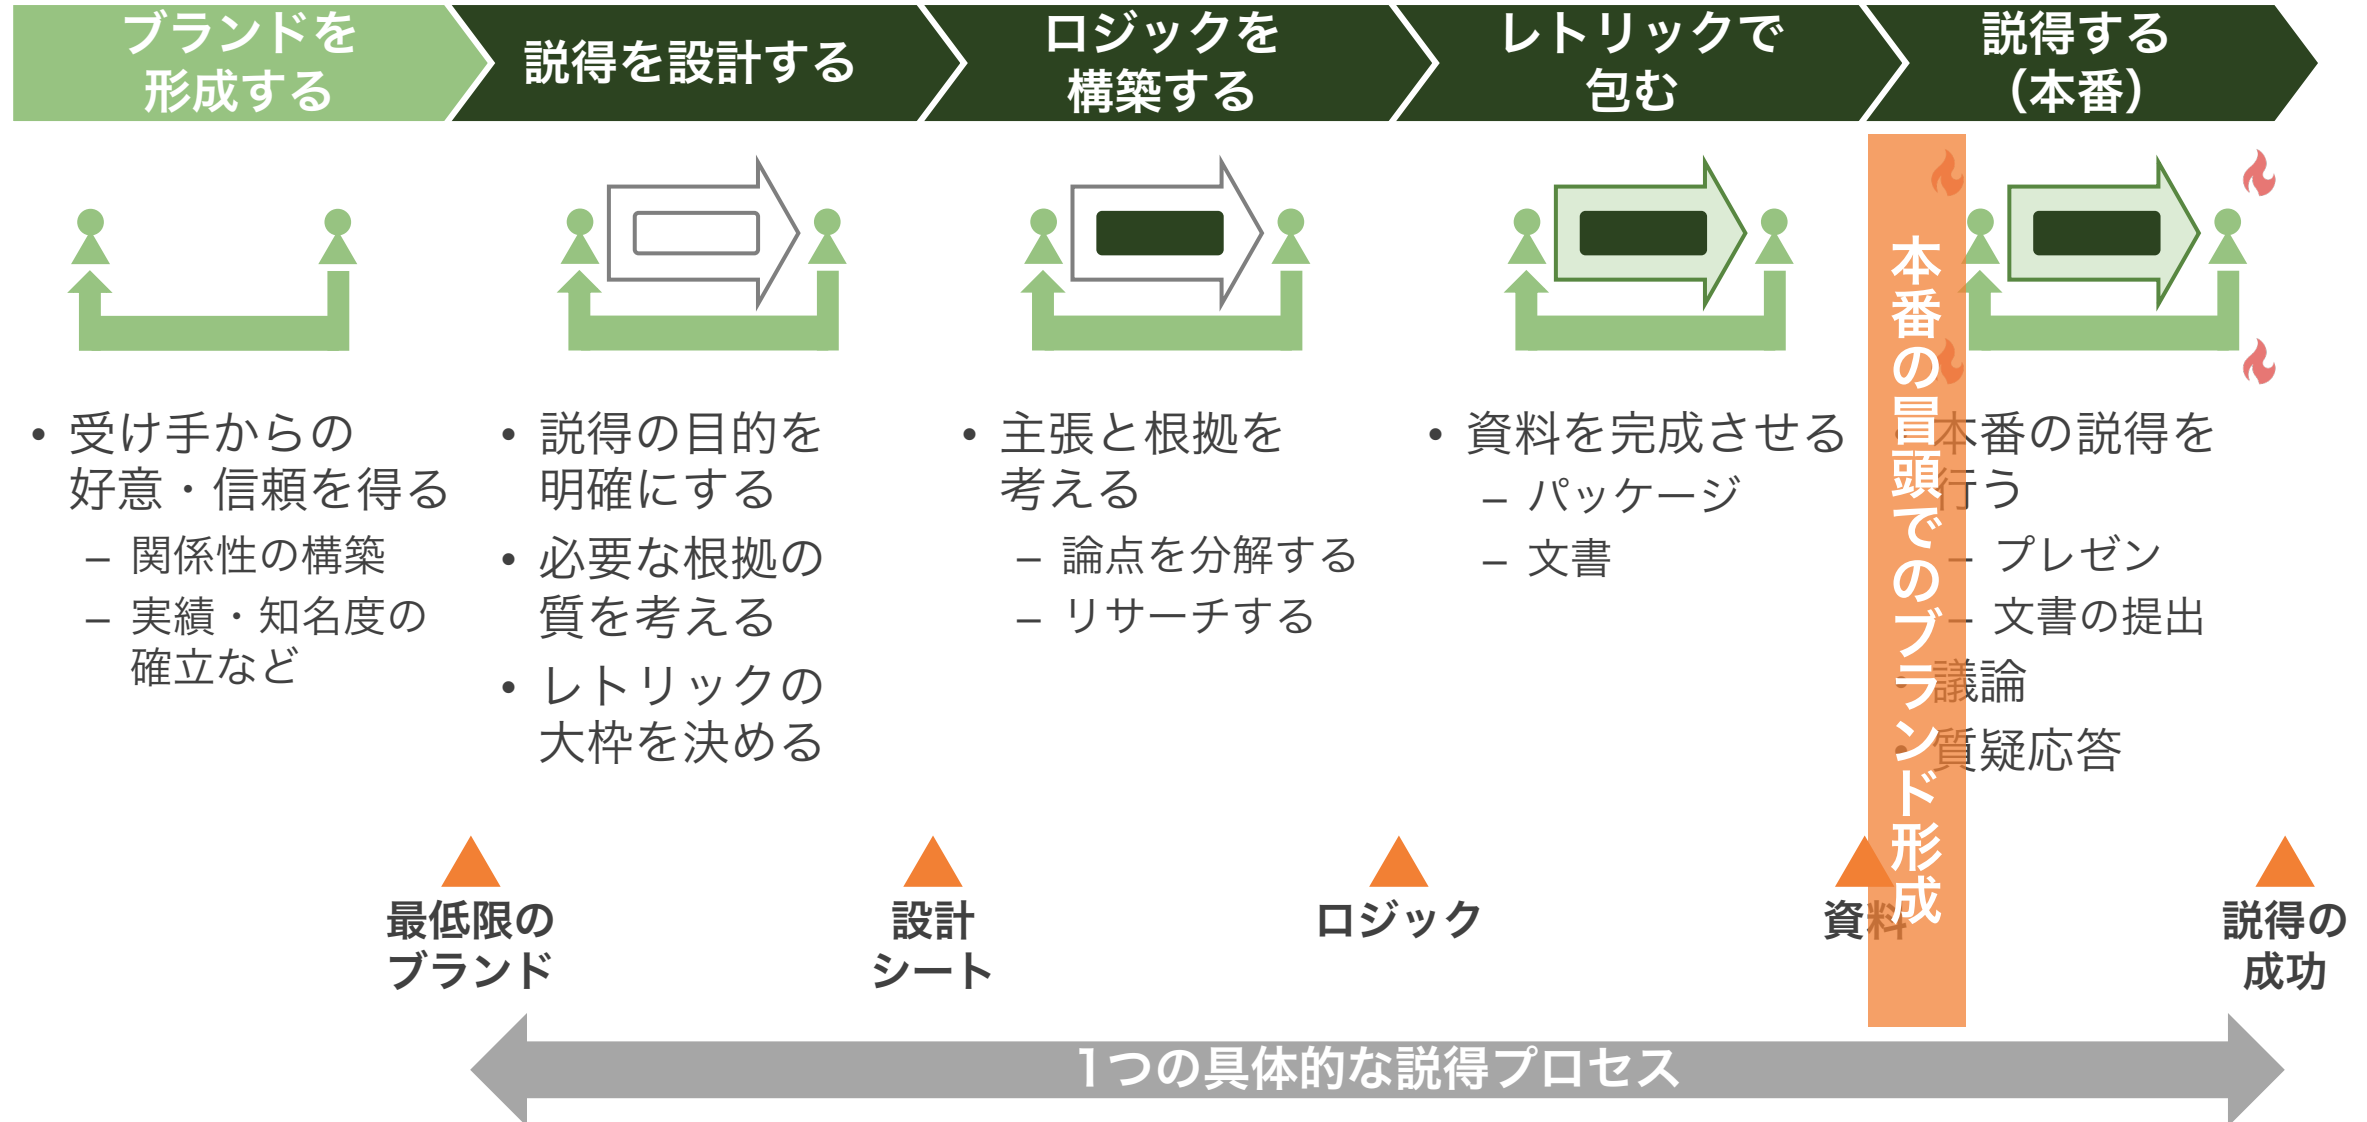 ブランドを
形成する
説得を設計する
ロジックを
構築する
レトリックで
包む
説得する
（本番）
• 受け手からの
好意・信頼を得る
– 関係性の構築
– 実績・知名度の
確立など
• 説得の目的を
明確にする
• 必要な根拠の
質を考える
• レトリックの
大枠を決める
• 主張と根拠を
考える
– 論点を分解する
– リサーチする
• 資料を完成させる
– パッケージ
– 文書
本番の冒頭でのブランド形成
• 本番の説得を
行う
– プレゼン
– 文書の提出
• 議論
• 質疑応答
最低限の
ブランド
設計
シート
ロジック
資料
説得の
成功
1つの具体的な説得プロセス